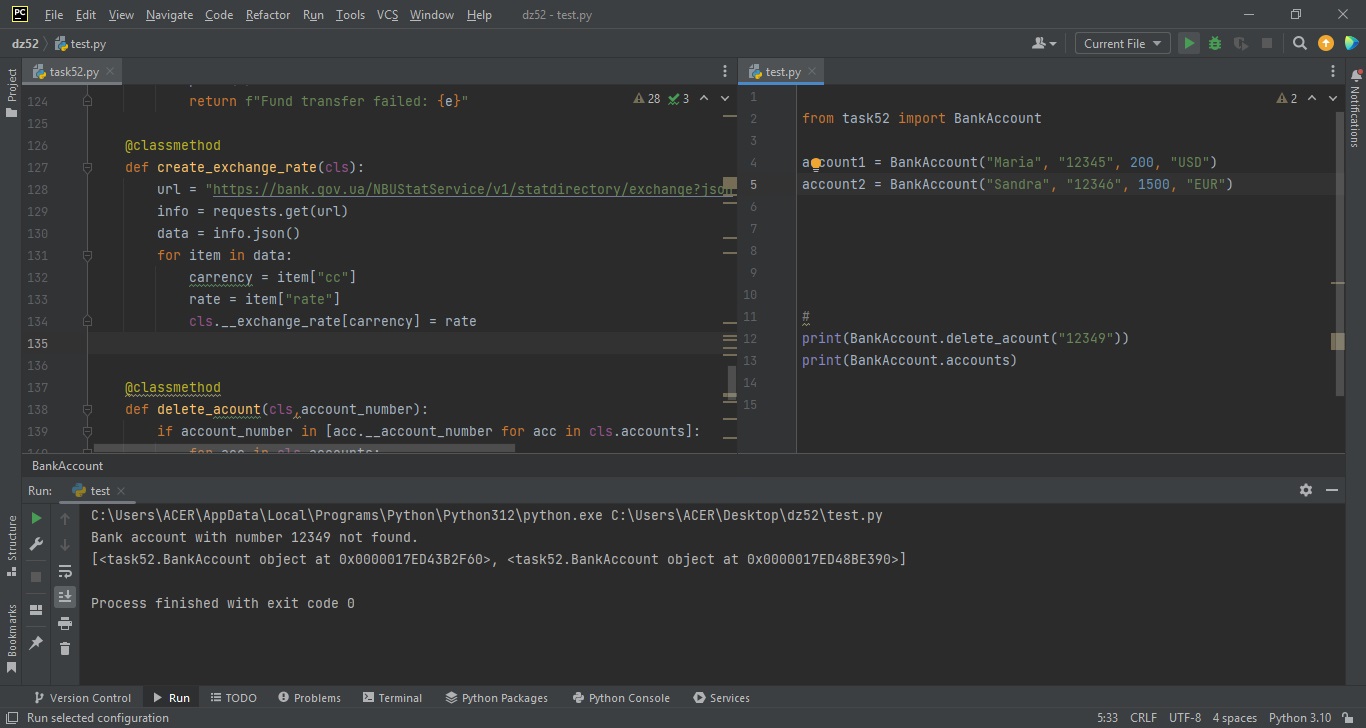 PC File Edit View Navigate Code Refactor Run Tools VCS Window Help dz52 - test.py
dz52 test.py Current File
Project
task52.py
test.py
Notifications
28 3
2
124 return f"Fund transfer failed: {e}"
125
126 @classmethod
127 def create_exchange_rate(cls):
128 url = "https://bank.gov.ua/NBUStatService/v1/statdirectory/exchange?json
129 info = requests.get(url)
130 data = info.json()
131 for item in data:
132 carrency = item["cc"]
133 rate = item["rate"]
134 cls.__exchange_rate[carrency] = rate
135
136
137 @classmethod
138 def delete_acount(cls,account_number):
139 if account_number in [acc.__account_number for acc in cls.accounts]:
for acc in cls.accounts:
1
2 from task52 import BankAccount
3
4 account1 = BankAccount("Maria", "12345", 200, "USD")
5 account2 = BankAccount("Sandra", "12346", 1500, "EUR")
6
7
8
9
10
11 #
12 print(BankAccount.delete_acount("12349"))
13 print(BankAccount.accounts)
14
15
BankAccount
Run: test
Structure
Bookmarks
C:\Users\ACER\AppData\Local\Programs\Python\Python312\python.exe C:\Users\ACER\Desktop\dz52\test.py
Bank account with number 12349 not found.
[<task52.BankAccount object at 0x0000017ED43B2F60>, <task52.BankAccount object at 0x0000017ED48BE390>]
Process finished with exit code 0
Version Control Run TODO Problems Terminal Python Packages Python Console Services
Run selected configuration 5:33 CRLF UTF-8 4 spaces Python 3.10